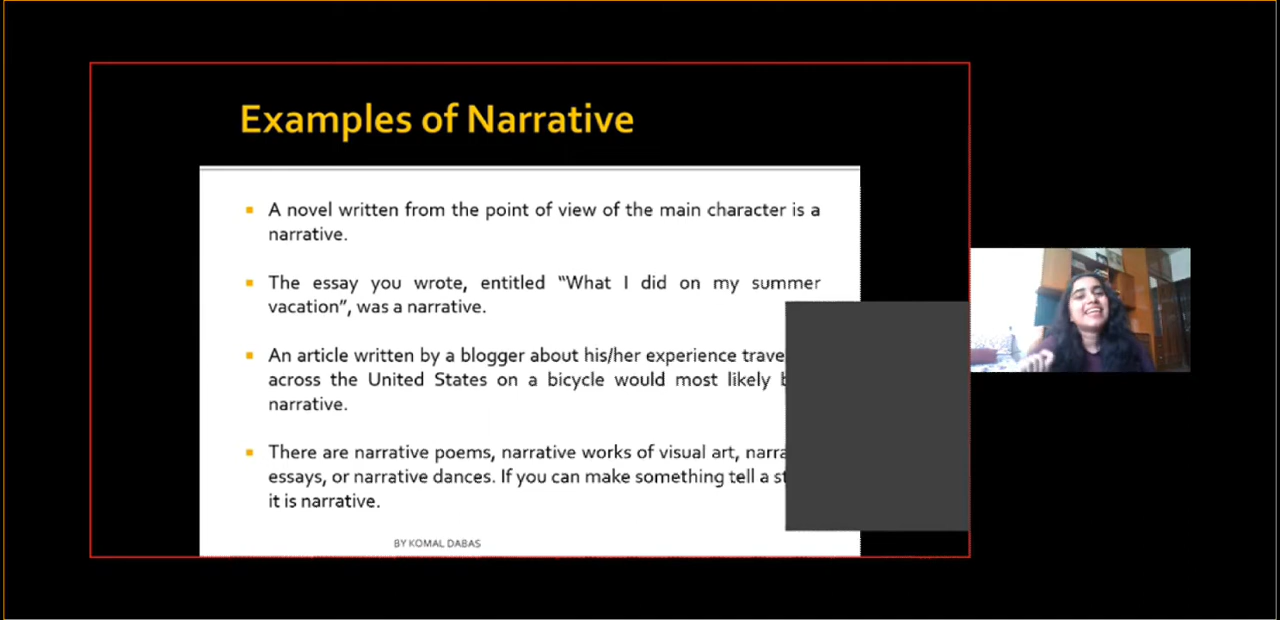 Examples of Narrative
A novel written from the point of view of the main character is a
narrative.
The essay you wrote, entitled “What I did on my summer
vacation”, was a narrative.
An article written by a blogger about his/her experience
across the United States on a bicycle would most likely
narrative.
There are narrative poems, narrative works of visual art,
essays, or narrative dances. If you can make something tell a
it is narrative.
BY KOMAL DABAS